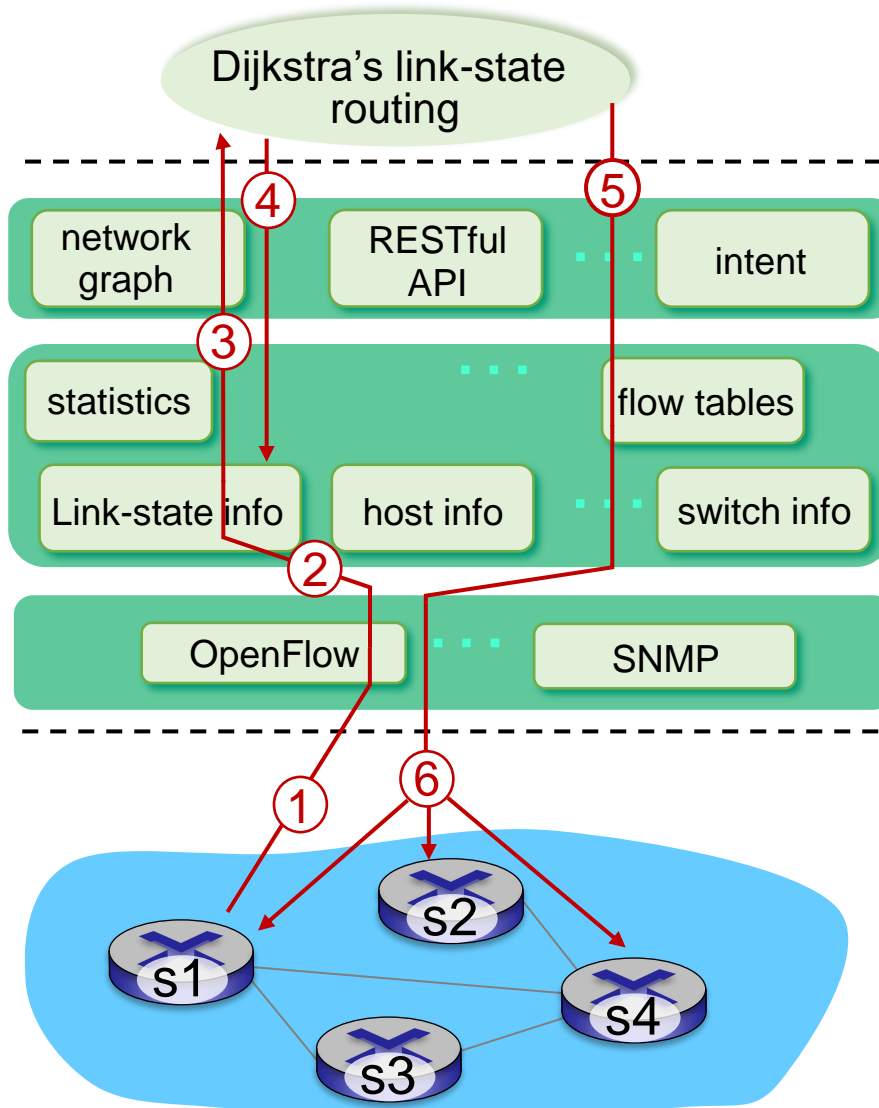 Dijkstra's link-state
routing
5
4
network
graph
RESTful
API
intent
3
statistics
flow tables
Link-state info
host info
switch info
2
OpenFlow
SNMP
1
6
s2
s1
s4
s3